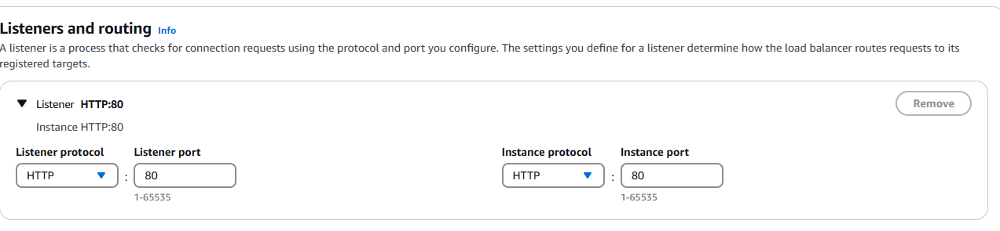 Listeners and routing Info
A listener is a process that checks for connection requests using the protocol and port you configure. The settings you define for a listener determine how the load balancer routes requests to its
registered targets.
Listener HTTP:80
Remove
Instance HTTP:80
Listener protocol Listener port Instance protocol Instance port
HTTP : 80 HTTP : 80
1-65535 1-65535